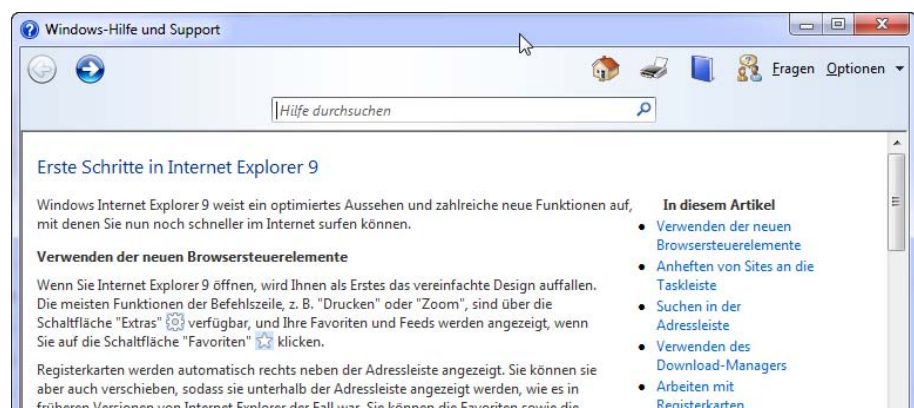 Windows-Hilfe und Support
Fragen Optionen
Hilfe durchsuchen
Erste Schritte in Internet Explorer 9
Windows Internet Explorer 9 weist ein optimiertes Aussehen und zahlreiche neue Funktionen auf,
mit denen Sie nun noch schneller im Internet surfen können.
Verwenden der neuen Browsersteuerelemente
Wenn Sie Internet Explorer 9 öffnen, wird Ihnen als Erstes das vereinfachte Design auffallen.
Die meisten Funktionen der Befehlszeile, z. B. "Drucken" oder "Zoom", sind über die
Schaltfläche "Extras" verfügbar, und Ihre Favoriten und Feeds werden angezeigt, wenn
Sie auf die Schaltfläche "Favoriten" klicken.
Registerkarten werden automatisch rechts neben der Adressleiste angezeigt. Sie können sie
aber auch verschieben, sodass sie unterhalb der Adressleiste angezeigt werden, wie es in
früheren Versionen von Internet Explorer der Fall war. Sie können die Favoriten sowie die
In diesem Artikel
Verwenden der neuen
Browsersteuerelemente
Anheften von Sites an die
Taskleiste
Suchen in der
Adressleiste
Verwenden des
Download-Managers
Arbeiten mit
Registerkarten